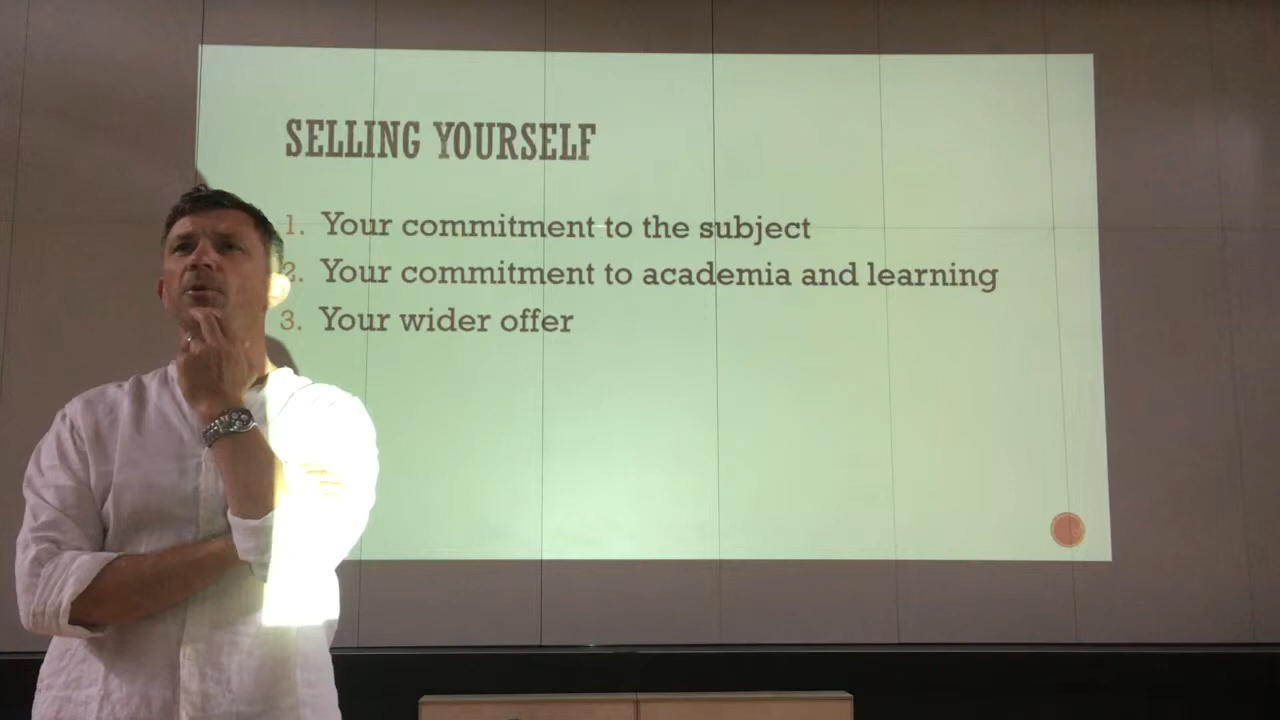 SELLING YOURSELF
1. Your commitment to the subject
2. Your commitment to academia and learning
3. Your wider offer